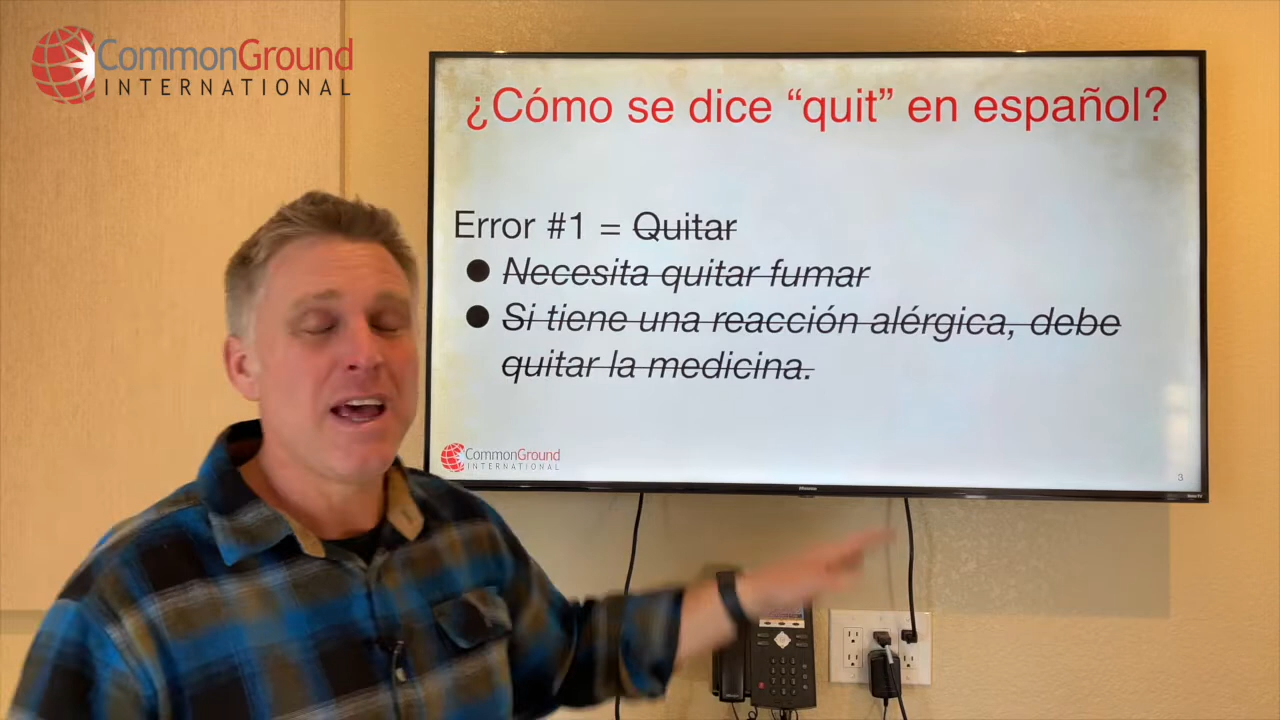 CommonGround
INTERNATIONAL
¿Cómo se dice “quit” en español?
Error #1 = Quitar
● Necesita quitar fumar
● Si tiene una reacción alérgica, debe
quitar la medicina.
CommonGround
INTERNATIONAL
3